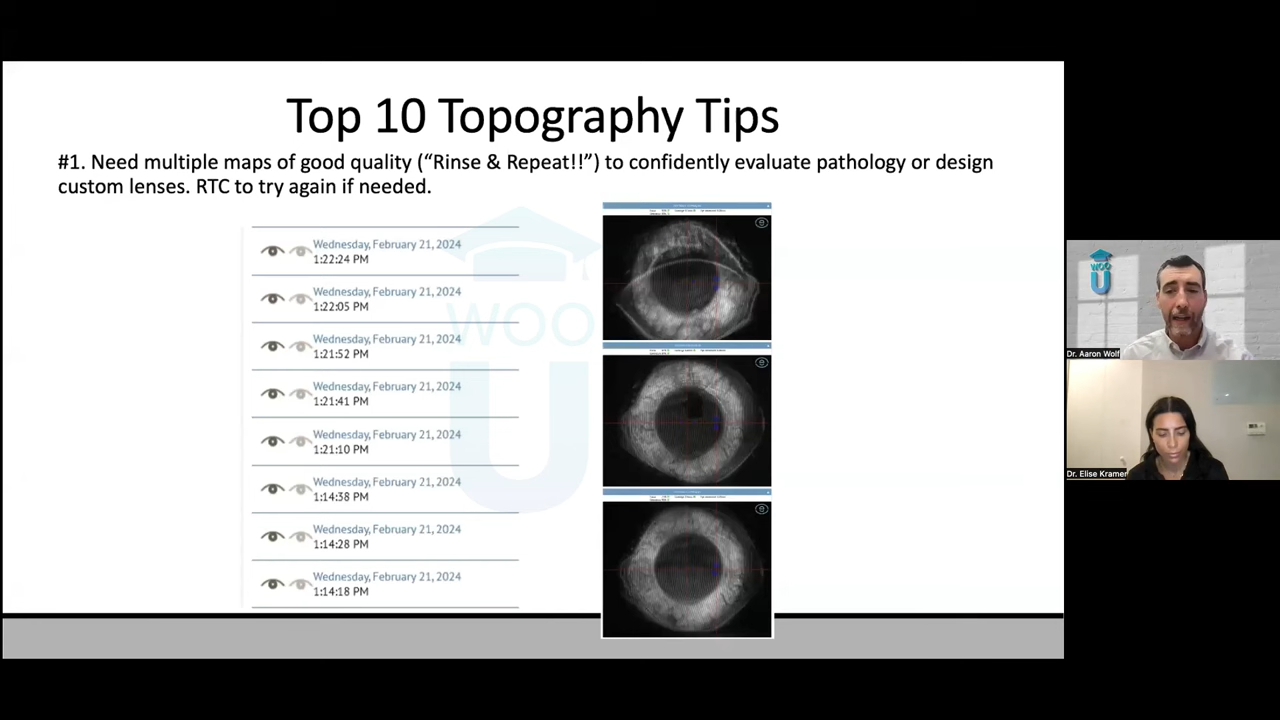 Top 10 Topography Tips
#1. Need multiple maps of good quality (“Rinse & Repeat!!”) to confidently evaluate pathology or design
custom lenses. RTC to try again if needed.
Wednesday, February 21, 2024
1:22:24 PM
Wednesday, February 21, 2024
1:22:05 PM
Wednesday, February 21, 2024
1:21:52 PM
Wednesday, February 21, 2024
1:21:41 PM
Wednesday, February 21, 2024
1:21:10 PM
Wednesday, February 21, 2024
1:14:38 PM
Wednesday, February 21, 2024
1:14:28 PM
Wednesday, February 21, 2024
1:14:18 PM
WOO
U
WOO
U
Dr. Aaron Wolf
Dr. Elise Kramer